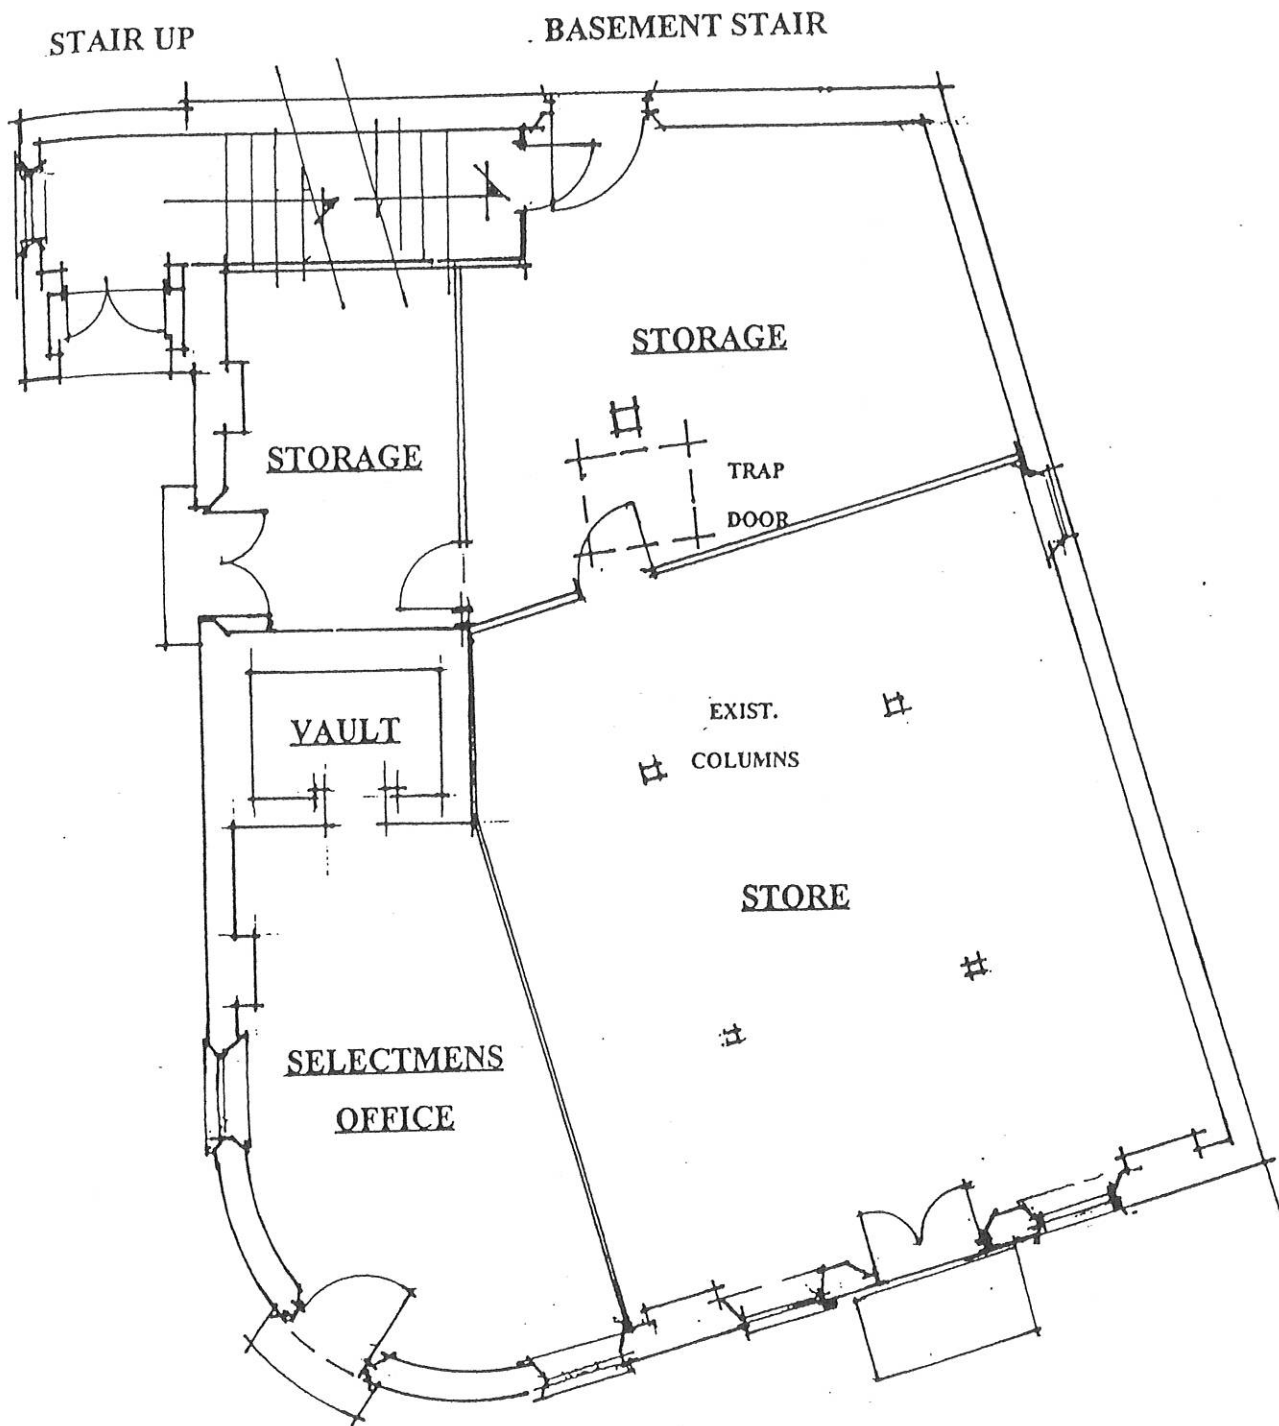 STAIR UP
BASEMENT STAIR
STORAGE
STORAGE
TRAP
DOOR
VAULT
EXIST.
COLUMNS
STORE
SELECTMENS
OFFICE